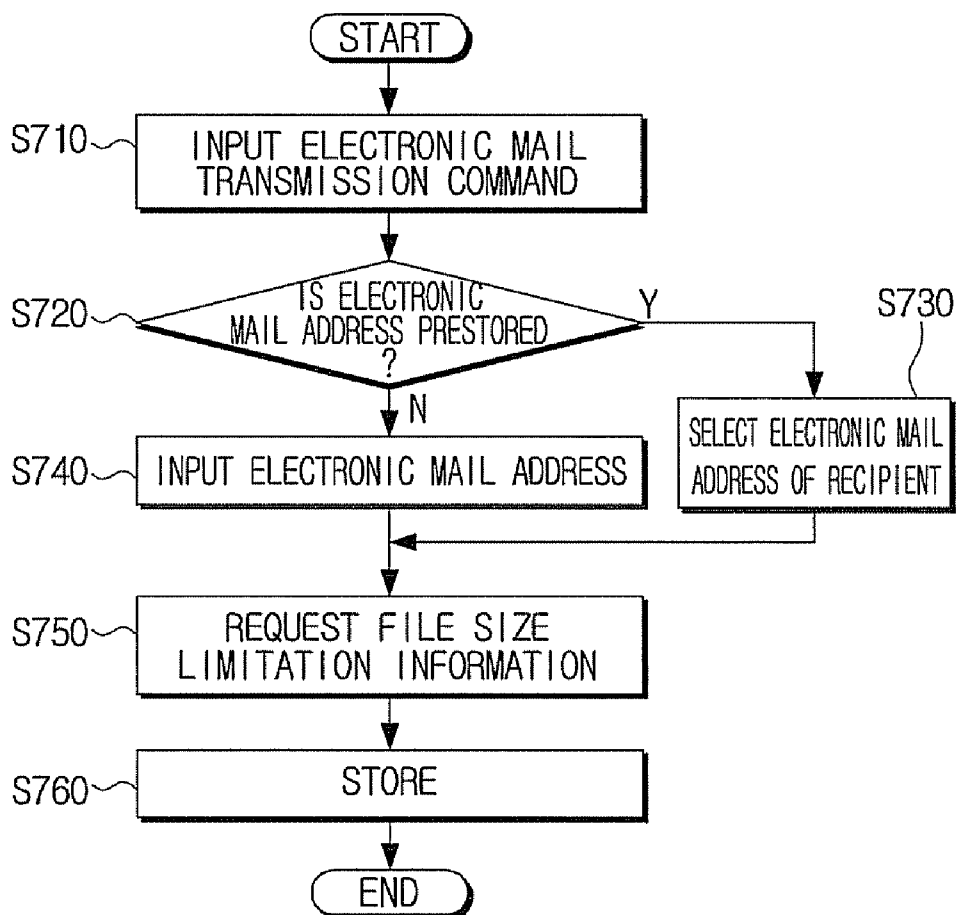 START
S710
INPUT ELECTRONIC MAIL
TRANSMISSION COMMAND
S720
IS ELECTRONIC
MAIL ADDRESS PRESTORED
?
Y
N
S730
SELECT ELECTRONIC MAIL
ADDRESS OF RECIPIENT
S740
INPUT ELECTRONIC MAIL ADDRESS
S750
REQUEST FILE SIZE
LIMITATION INFORMATION
S760
STORE
END